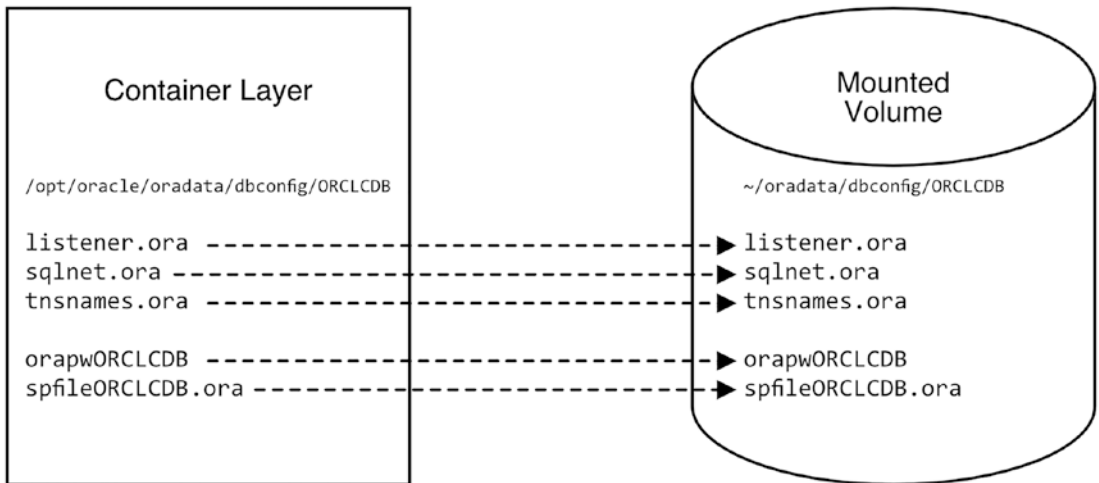 Container Layer
/opt/oracle/oradata/dbconfig/ORCLCDB
listener.ora
sqlnet.ora
tnsnames.ora
orapwORCLCDB
spfileORCLCDB.ora
Mounted
Volume
~/oradata/dbconfig/ORCLCDB
listener.ora
sqlnet.ora
tnsnames.ora
orapwORCLCDB
spfileORCLCDB.ora